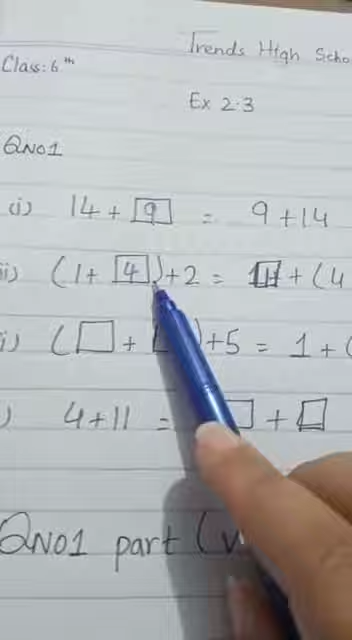 Trends High Scho
Class: 6th
Ex 2.3
QNO1
(i) 14 + 9 = 9 + 14
ii) (1 + 4) + 2 = 1 + (4
i) (□ + □) + 5 = 1 + (
) 4 + 11 = □ + □
QNO1 part (v